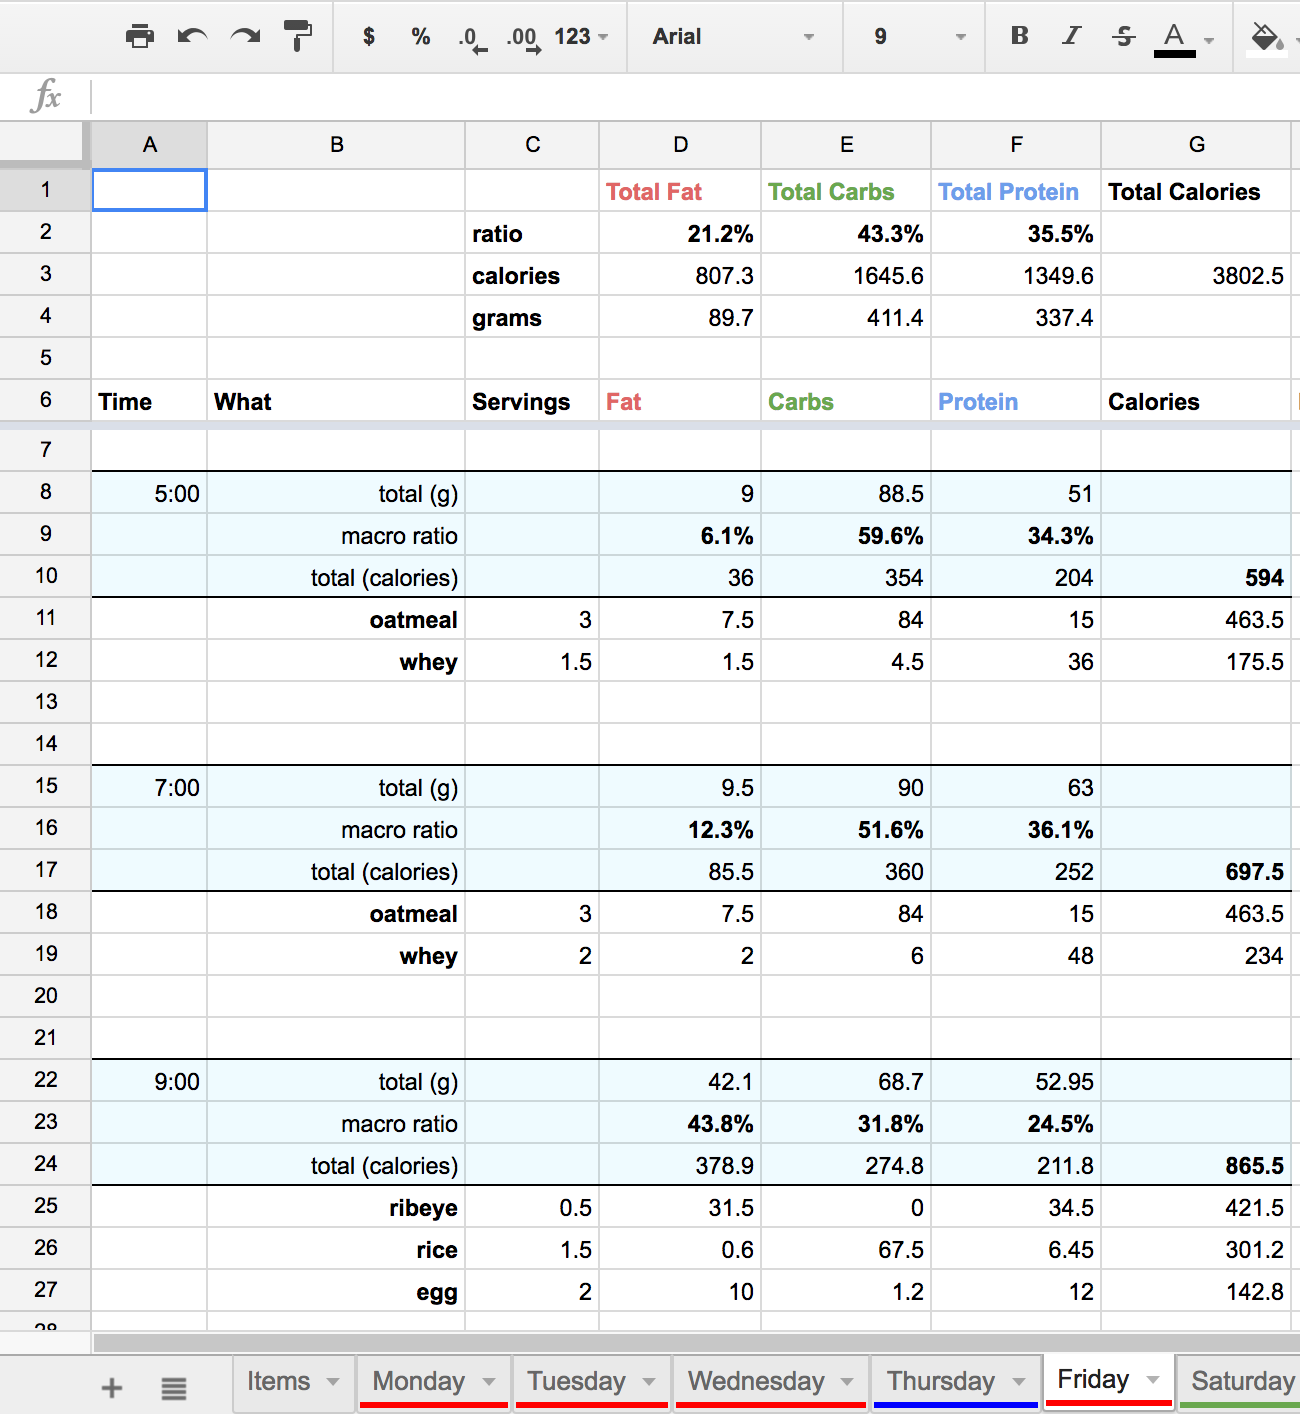 $ % .0 .00 123 Arial 9 B I S A
fx
A B C D E F G
1 Total Fat Total Carbs Total Protein Total Calories
2 ratio 21.2% 43.3% 35.5%
3 calories 807.3 1645.6 1349.6 3802.5
4 grams 89.7 411.4 337.4
5
6 Time What Servings Fat Carbs Protein Calories
7
8 5:00 total (g) 9 88.5 51
9 macro ratio 6.1% 59.6% 34.3%
10 total (calories) 36 354 204 594
11 oatmeal 3 7.5 84 15 463.5
12 whey 1.5 1.5 4.5 36 175.5
13
14
15 7:00 total (g) 9.5 90 63
16 macro ratio 12.3% 51.6% 36.1%
17 total (calories) 85.5 360 252 697.5
18 oatmeal 3 7.5 84 15 463.5
19 whey 2 2 6 48 234
20
21
22 9:00 total (g) 42.1 68.7 52.95
23 macro ratio 43.8% 31.8% 24.5%
24 total (calories) 378.9 274.8 211.8 865.5
25 ribeye 0.5 31.5 0 34.5 421.5
26 rice 1.5 0.6 67.5 6.45 301.2
27 egg 2 10 1.2 12 142.8
28
+ Items Monday Tuesday Wednesday Thursday Friday Saturday